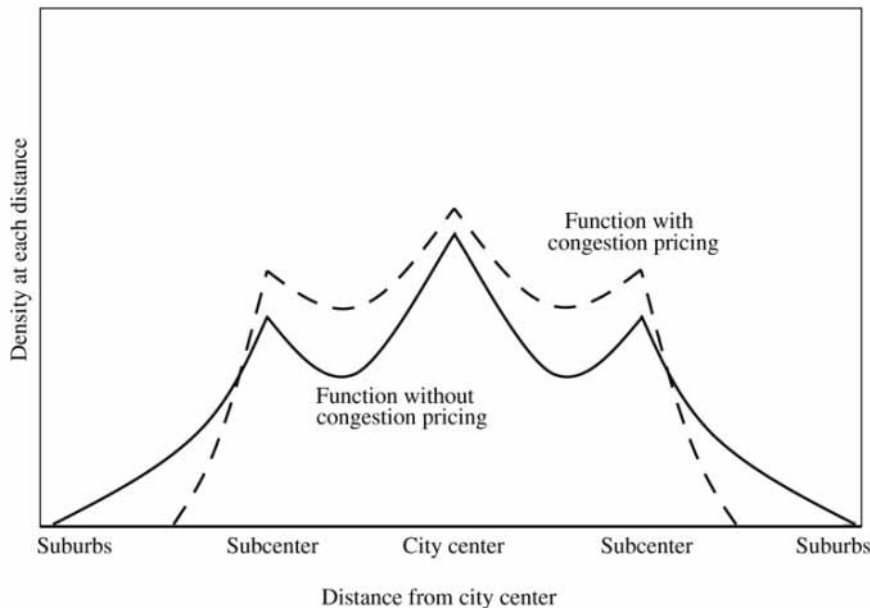 Density at each distance
Function with
congestion pricing
Function without
congestion pricing
Suburbs
Subcenter
City center
Subcenter
Suburbs
Distance from city center